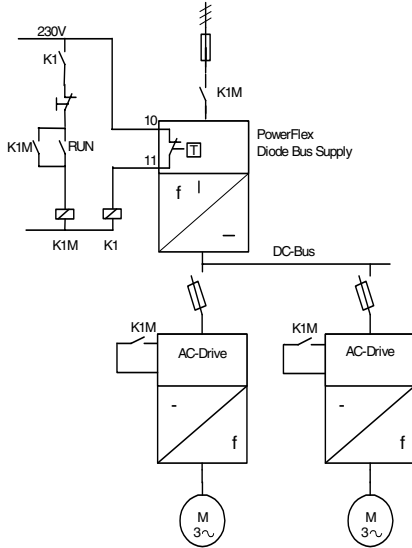 230V
K1
K1M
10
PowerFlex
Diode Bus Supply
K1M
RUN
11
T
f
K1M
K1
DC-Bus
K1M
K1M
AC-Drive
AC-Drive
-
f
-
f
M
3~
M
3~